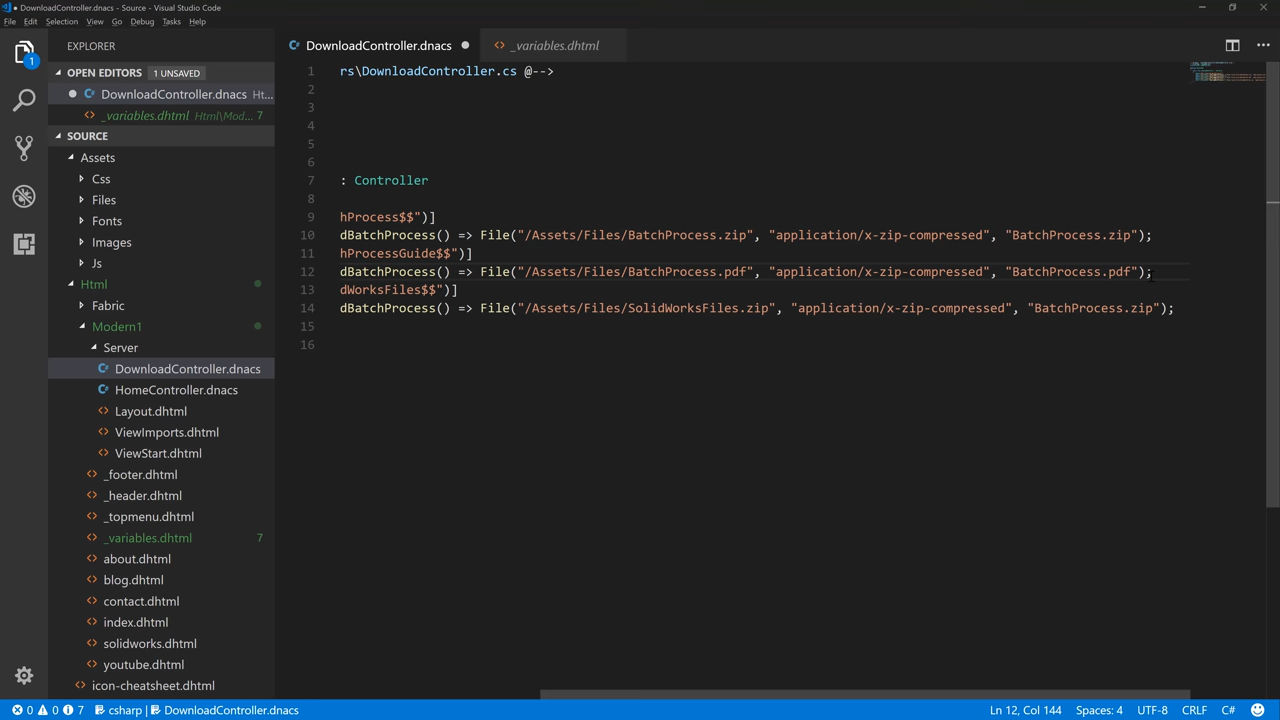 DownloadController.dnacs - Source - Visual Studio Code
File Edit Selection View Go Debug Tasks Help
EXPLORER
OPEN EDITORS 1 UNSAVED
DownloadController.dnacs Ht...
_variables.dhtml Html\Mod... 7
SOURCE
Assets
Css
Files
Fonts
Images
Js
Html
Fabric
Modern1
Server
DownloadController.dnacs
HomeController.dnacs
Layout.dhtml
ViewImports.dhtml
ViewStart.dhtml
_footer.dhtml
_header.dhtml
_topmenu.dhtml
_variables.dhtml 7
about.dhtml
blog.dhtml
contact.dhtml
index.dhtml
solidworks.dhtml
youtube.dhtml
icon-cheatsheet.dhtml
1
DownloadController.dnacs _variables.dhtml
1 rs\DownloadController.cs @-->
2
3
4
5
6
7 : Controller
8
9 hProcess$$")]
10 dBatchProcess() => File("/Assets/Files/BatchProcess.zip", "application/x-zip-compressed", "BatchProcess.zip");
11 hProcessGuide$$")]
12 dBatchProcess() => File("/Assets/Files/BatchProcess.pdf", "application/x-zip-compressed", "BatchProcess.pdf");
13 dWorksFiles$$")]
14 dBatchProcess() => File("/Assets/Files/SolidWorksFiles.zip", "application/x-zip-compressed", "BatchProcess.zip");
15
16
0 0 7 csharp | DownloadController.dnacs Ln 12, Col 144 Spaces: 4 UTF-8 CRLF C#